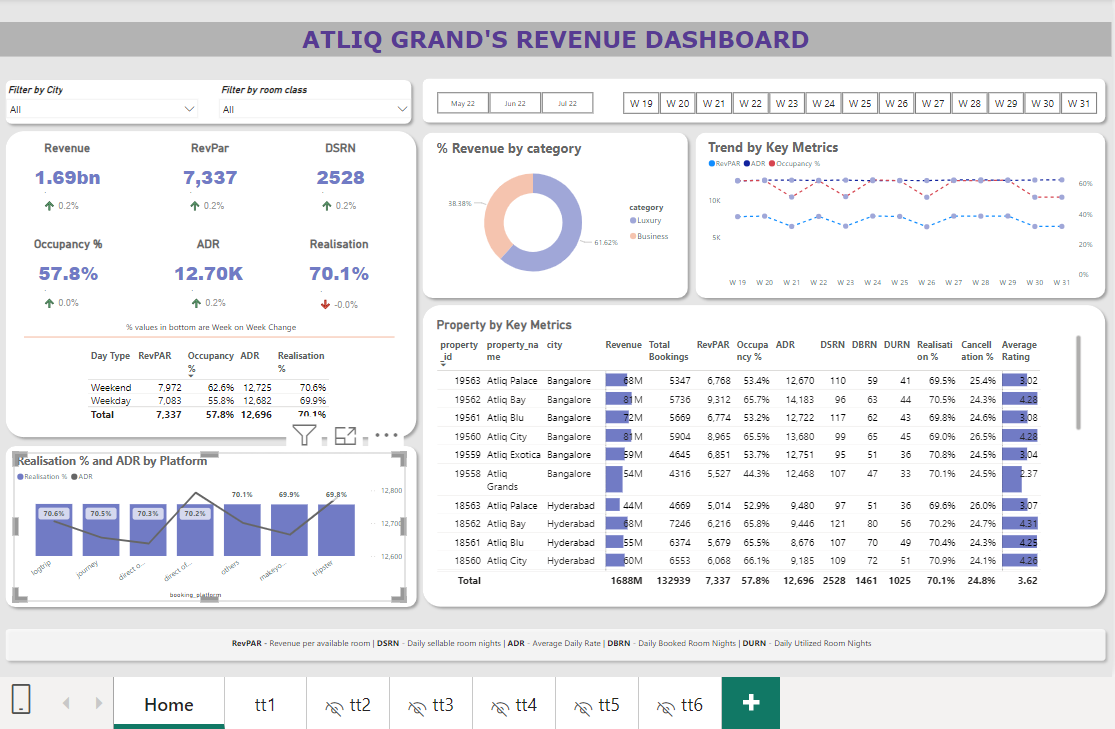 ATLIQ GRAND'S REVENUE DASHBOARD
Filter by City
All
Filter by room class
All
May 22 Jun 22 Jul 22
W 19 W 20 W 21 W 22 W 23 W 24 W 25 W 26 W 27 W 28 W 29 W 30 W 31
Revenue RevPar DSRN
1.69bn 7,337 2528
0.2% 0.2% 0.2%
Occupancy % ADR Realisation
57.8% 12.70K 70.1%
0.0% 0.2% -0.0%
% values in bottom are Week on Week Change
Day Type RevPAR Occupancy % ADR Realisation %
Weekend 7,972 62.6% 12,725 70.6%
Weekday 7,083 55.8% 12,682 69.9%
Total 7,337 57.8% 12,696 70.1%
% Revenue by category
38.38%
61.62%
category
Luxury
Business
Trend by Key Metrics
RevPAR ADR Occupancy %
10K
5K
60%
40%
20%
0%
W 19 W 20 W 21 W 22 W 23 W 24 W 25 W 26 W 27 W 28 W 29 W 30 W 31
Realisation % and ADR by Platform
Realisation % ADR
70.6% 70.5% 70.3% 70.2% 70.1% 69.9% 69.8%
12,800
12,700
12,600
logtrip journey direct o... direct of... others makeyo... tripster
booking_platform
Property by Key Metrics
property_id property_name city Revenue Total Bookings RevPAR Occupancy % ADR DSRN DBRN DURN Realisation % Cancellation % Average Rating
19563 Atliq Palace Bangalore 68M 5347 6,768 53.4% 12,670 110 59 41 69.5% 25.4% 3.02
19562 Atliq Bay Bangalore 81M 5736 9,312 65.7% 14,183 96 63 44 70.5% 24.3% 4.28
19561 Atliq Blu Bangalore 72M 5669 6,774 53.2% 12,722 117 62 43 69.8% 24.6% 3.08
19560 Atliq City Bangalore 81M 5904 8,965 65.5% 13,680 99 65 45 69.0% 26.5% 4.28
19559 Atliq Exotica Bangalore 59M 4645 6,851 53.7% 12,751 95 51 36 70.8% 24.5% 3.04
19558 Atliq Grands Bangalore 54M 4316 5,527 44.3% 12,468 107 47 33 70.1% 24.5% 2.37
18563 Atliq Palace Hyderabad 44M 4669 5,014 52.9% 9,480 97 51 36 69.6% 26.0% 3.07
18562 Atliq Bay Hyderabad 68M 7246 6,216 65.8% 9,446 121 80 56 70.2% 24.7% 4.31
18561 Atliq Blu Hyderabad 55M 6374 5,679 65.5% 8,676 107 70 49 70.4% 24.3% 4.25
18560 Atliq City Hyderabad 60M 6553 6,068 66.1% 9,185 109 72 51 70.9% 24.1% 4.26
Total 1688M 132939 7,337 57.8% 12,696 2528 1461 1025 70.1% 24.8% 3.62
RevPAR - Revenue per available room | DSRN - Daily sellable room nights | ADR - Average Daily Rate | DBRN - Daily Booked Room Nights | DURN - Daily Utilized Room Nights
Home tt1 tt2 tt3 tt4 tt5 tt6